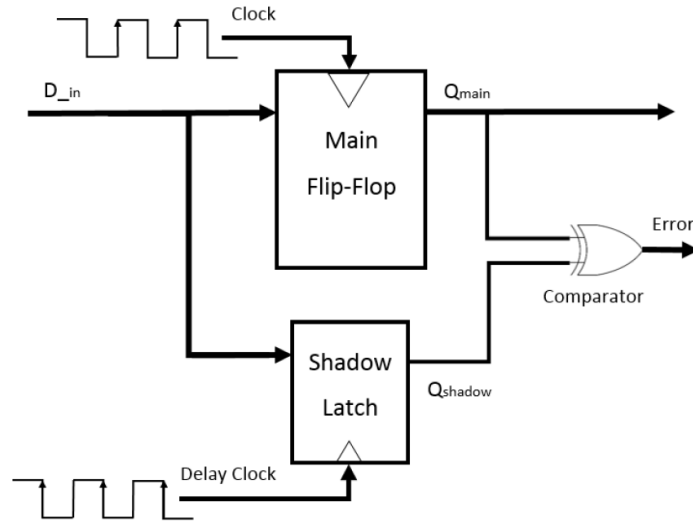 Clock
D_in
Qmain
Main
Flip-Flop
Error
Comparator
Shadow
Latch
Qshadow
Delay Clock